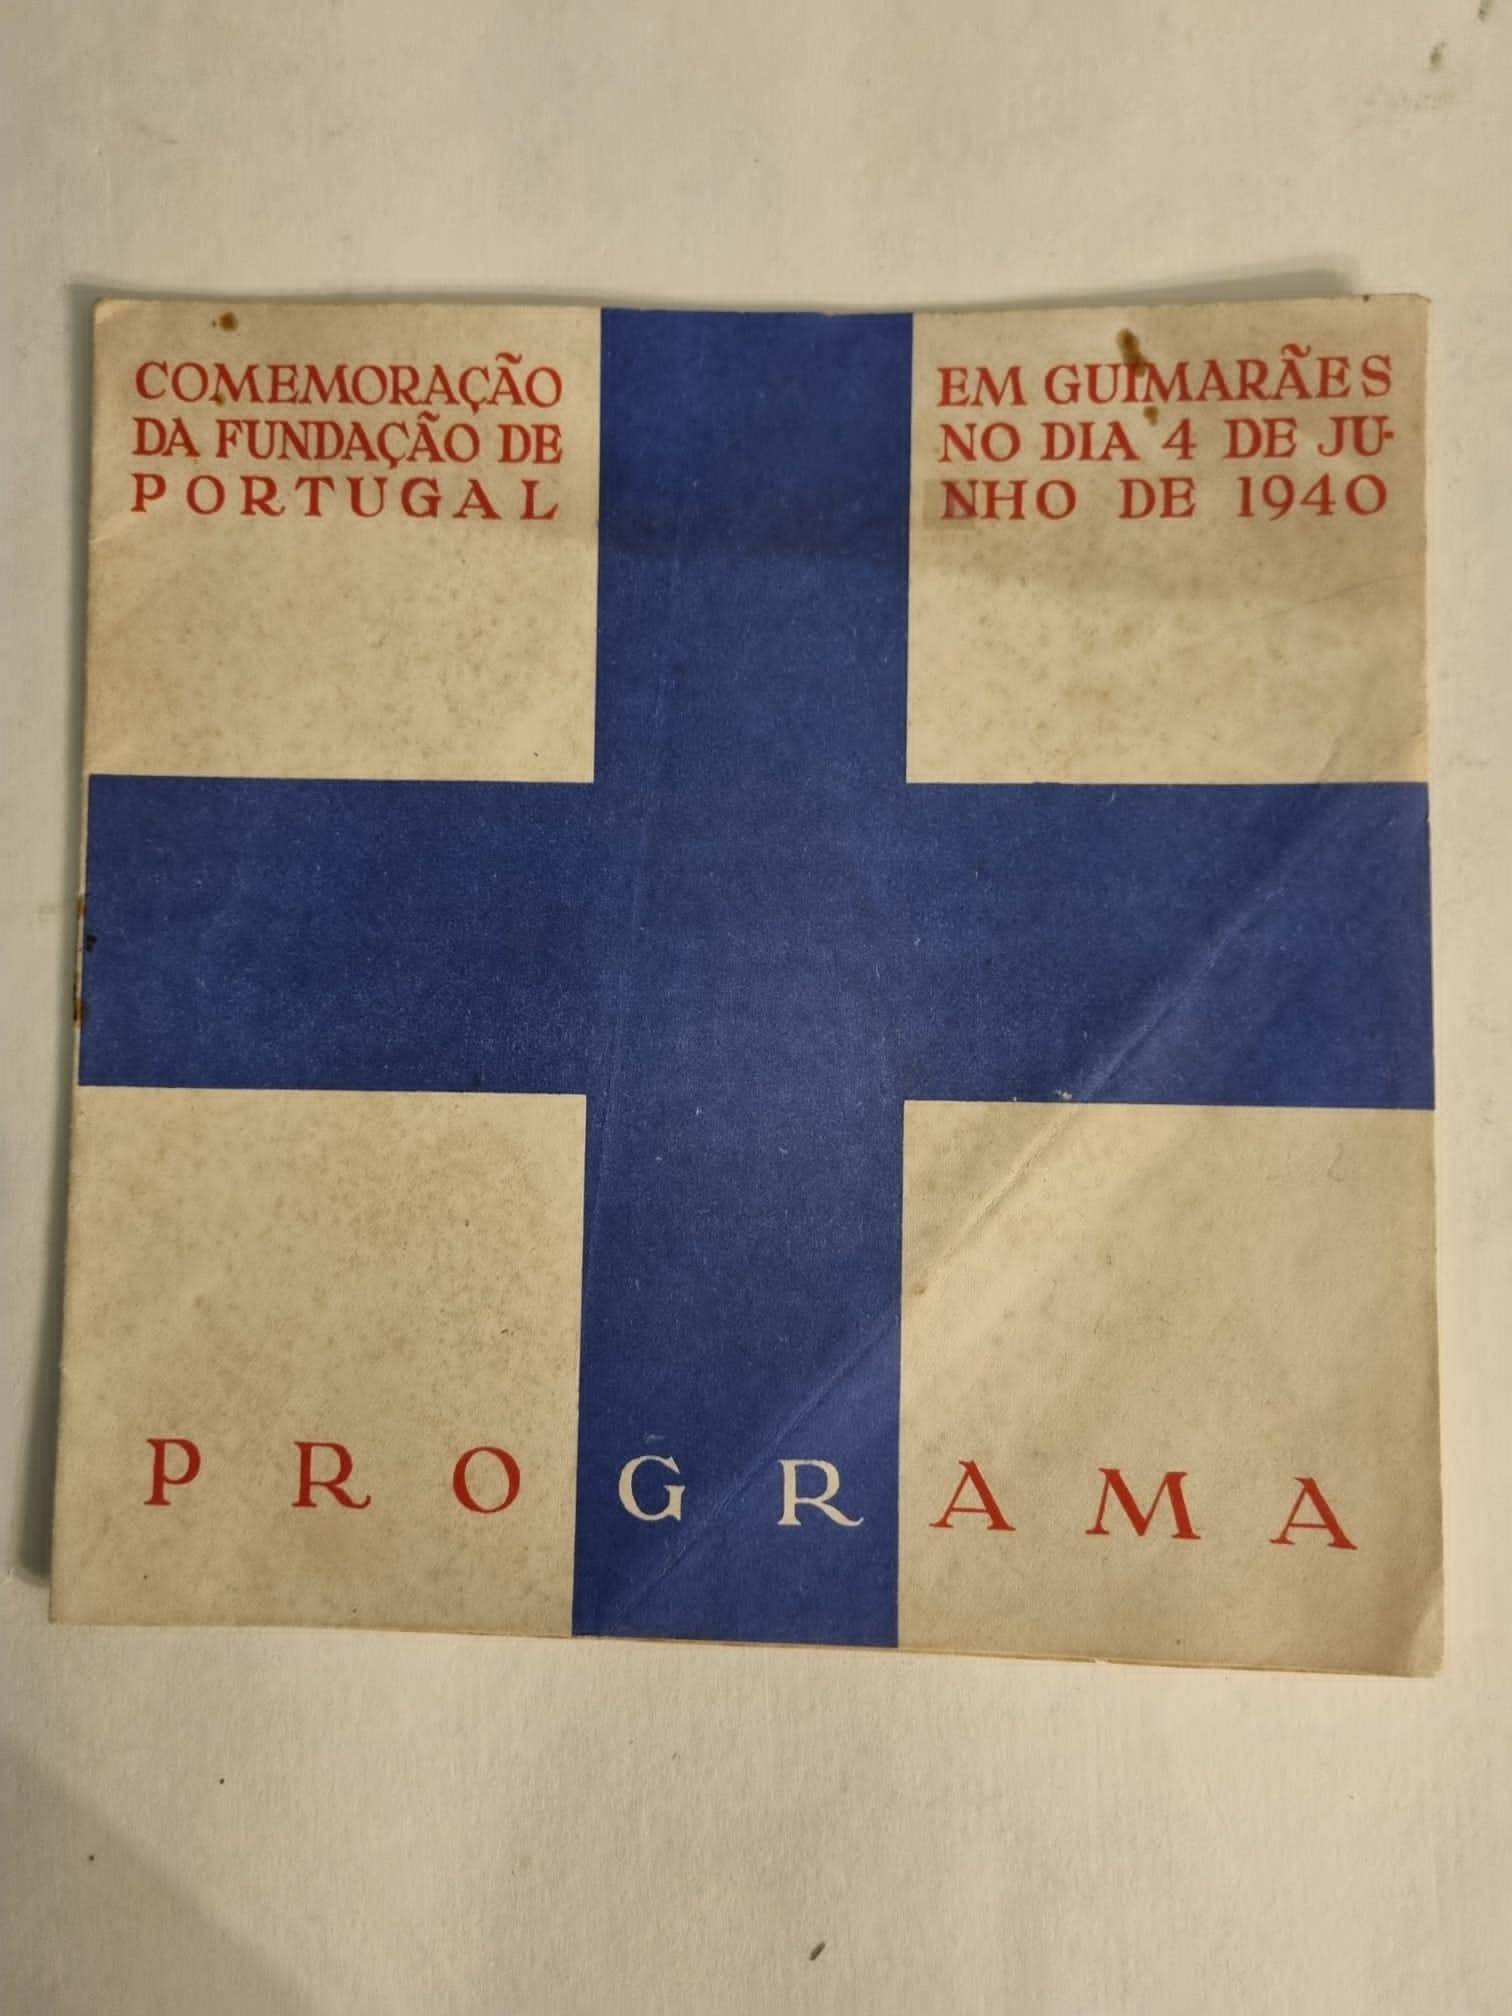 COMEMORAÇÃO
DA FUNDAÇÃO DE
PORTUGAL
EM GUIMARÃES
NO DIA 4 DE JU-
NHO DE 1940
PROGRAMA